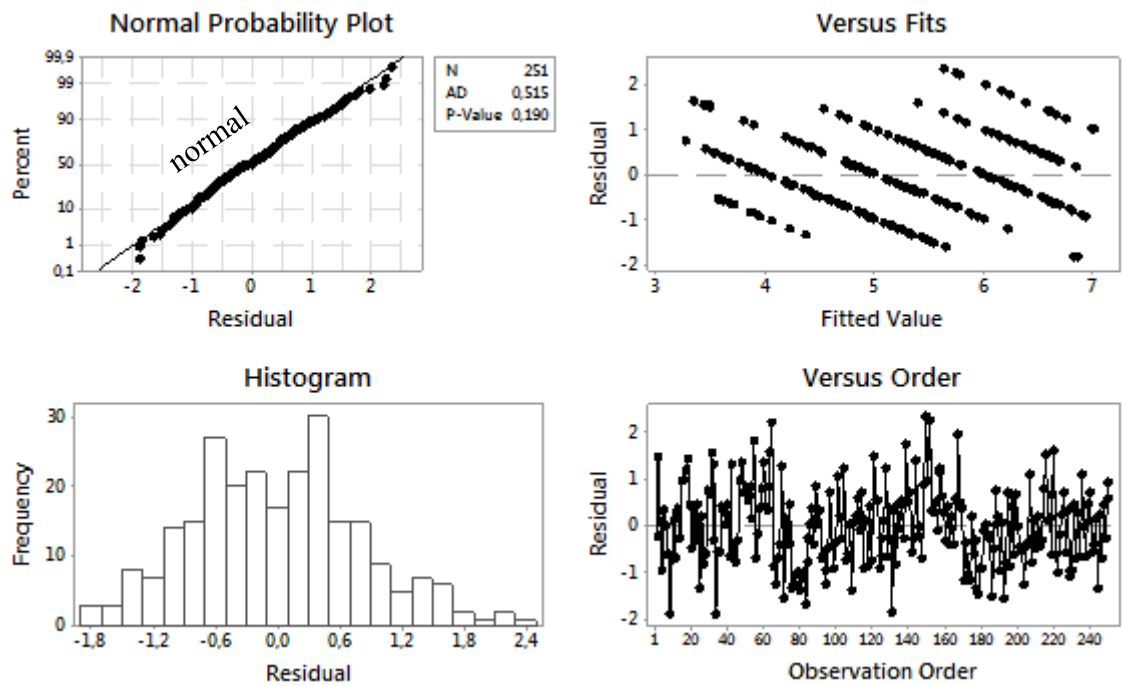 Normal Probability Plot
99,9
99
90
50
10
1
0,1
Percent
normal
-2 -1 0 1 2
Residual
N 251
AD 0,515
P-Value 0,190
Versus Fits
2
1
0
-1
-2
Residual
3 4 5 6 7
Fitted Value
Histogram
30
20
10
0
Frequency
-1,8 -1,2 -0,6 0,0 0,6 1,2 1,8 2,4
Residual
Versus Order
2
1
0
-1
-2
Residual
1 20 40 60 80 100 120 140 160 180 200 220 240
Observation Order